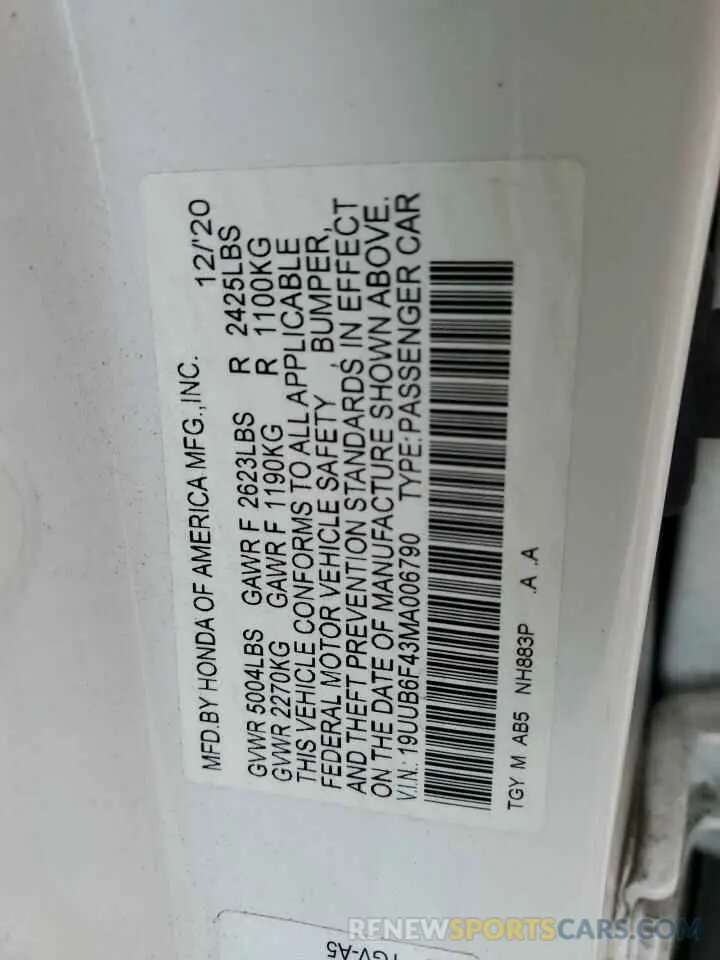 MFD.BY HONDA OF AMERICA MFG.,INC. 12/'20
GVWR 5004LBS GAWR F 2623LBS R 2425LBS
GVWR 2270KG GAWR F 1190KG R 1100KG
THIS VEHICLE CONFORMS TO ALL APPLICABLE
FEDERAL MOTOR VEHICLE SAFETY, BUMPER,
AND THEFT PREVENTION STANDARDS IN EFFECT
ON THE DATE OF MANUFACTURE SHOWN ABOVE.
V.I.N.: 19UUB6F43MA006790 TYPE: PASSENGER CAR
TGY M AB5 NH883P .A .A
TGV-A5
RENEWSPORTSCARS.COM